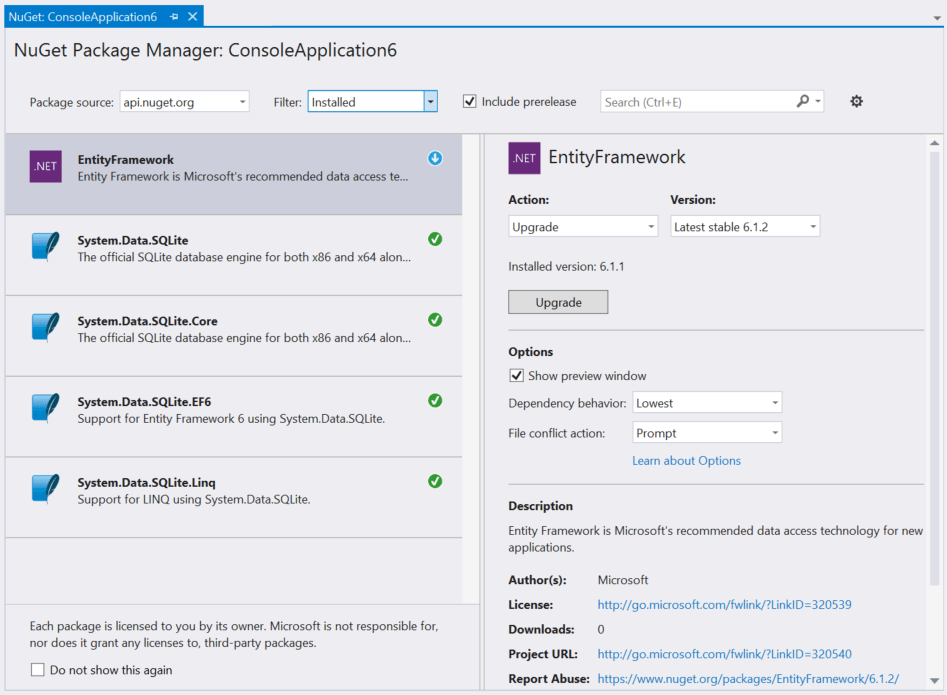 NuGet: ConsoleApplication6
NuGet Package Manager: ConsoleApplication6
Package source: api.nuget.org Filter: Installed Include prerelease Search (Ctrl+E)
.NET EntityFramework
Entity Framework is Microsoft's recommended data access te...
System.Data.SQLite
The official SQLite database engine for both x86 and x64 alon...
System.Data.SQLite.Core
The official SQLite database engine for both x86 and x64 alon...
System.Data.SQLite.EF6
Support for Entity Framework 6 using System.Data.SQLite.
System.Data.SQLite.Linq
Support for LINQ using System.Data.SQLite.
Each package is licensed to you by its owner. Microsoft is not responsible for,
nor does it grant any licenses to, third-party packages.
Do not show this again
.NET EntityFramework
Action: Version:
Upgrade Latest stable 6.1.2
Installed version: 6.1.1
Upgrade
Options
Show preview window
Dependency behavior: Lowest
File conflict action: Prompt
Learn about Options
Description
Entity Framework is Microsoft's recommended data access technology for new
applications.
Author(s): Microsoft
License: http://go.microsoft.com/fwlink/?LinkID=320539
Downloads: 0
Project URL: http://go.microsoft.com/fwlink/?LinkID=320540
Report Abuse: https://www.nuget.org/packages/EntityFramework/6.1.2/